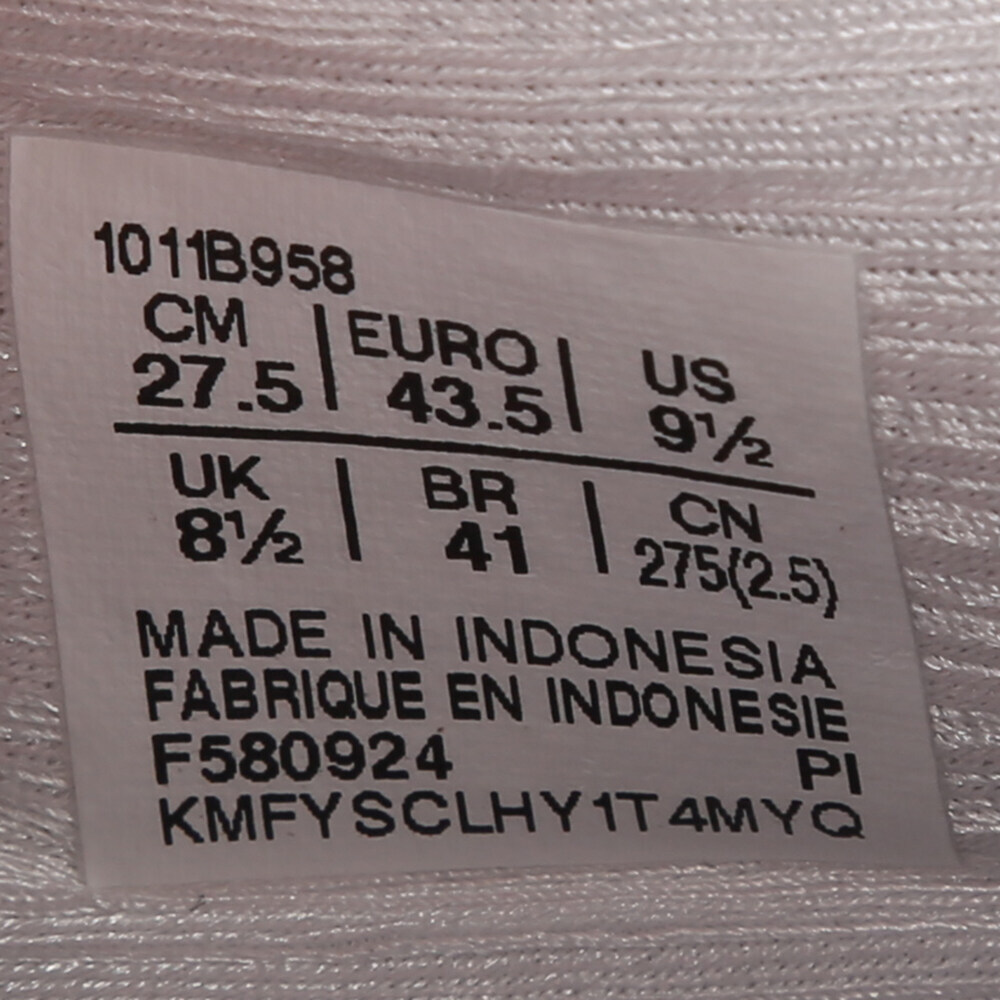 1011B958
CM | EURO | US
27.5 | 43.5 | 9½
UK | BR | CN
8½ | 41 | 275(2.5)
MADE IN INDONESIA
FABRIQUE EN INDONESIE
F580924 PI
KMFYSCLHY1T4MYQ